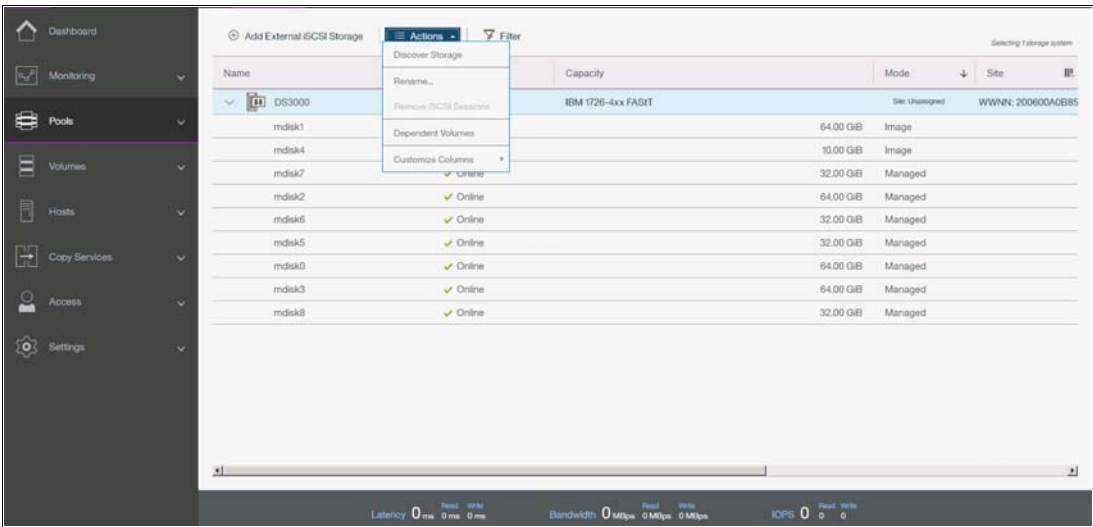 Dashboard
Monitoring
Pools
Volumes
Hosts
Copy Services
Access
Settings
Add External iSCSI Storage
Actions
Filter
Selecting 1 storage system
Discover Storage
Rename...
Remove iSCSI Sessions
Dependent Volumes
Customize Columns
Name Capacity Mode Site
DS3000 IBM 1726-4xx FAStT Site: Unassigned WWNN: 200600A0B85
mdisk1 64.00 GiB Image
mdisk4 10.00 GiB Image
mdisk7 Online 32.00 GiB Managed
mdisk2 Online 64.00 GiB Managed
mdisk6 Online 32.00 GiB Managed
mdisk5 Online 32.00 GiB Managed
mdisk0 Online 64.00 GiB Managed
mdisk3 Online 64.00 GiB Managed
mdisk8 Online 32.00 GiB Managed
Latency 0 ms Read 0 ms Write 0 ms Bandwidth 0 MBps Read 0 MBps Write 0 MBps IOPS 0 Read 0 Write 0